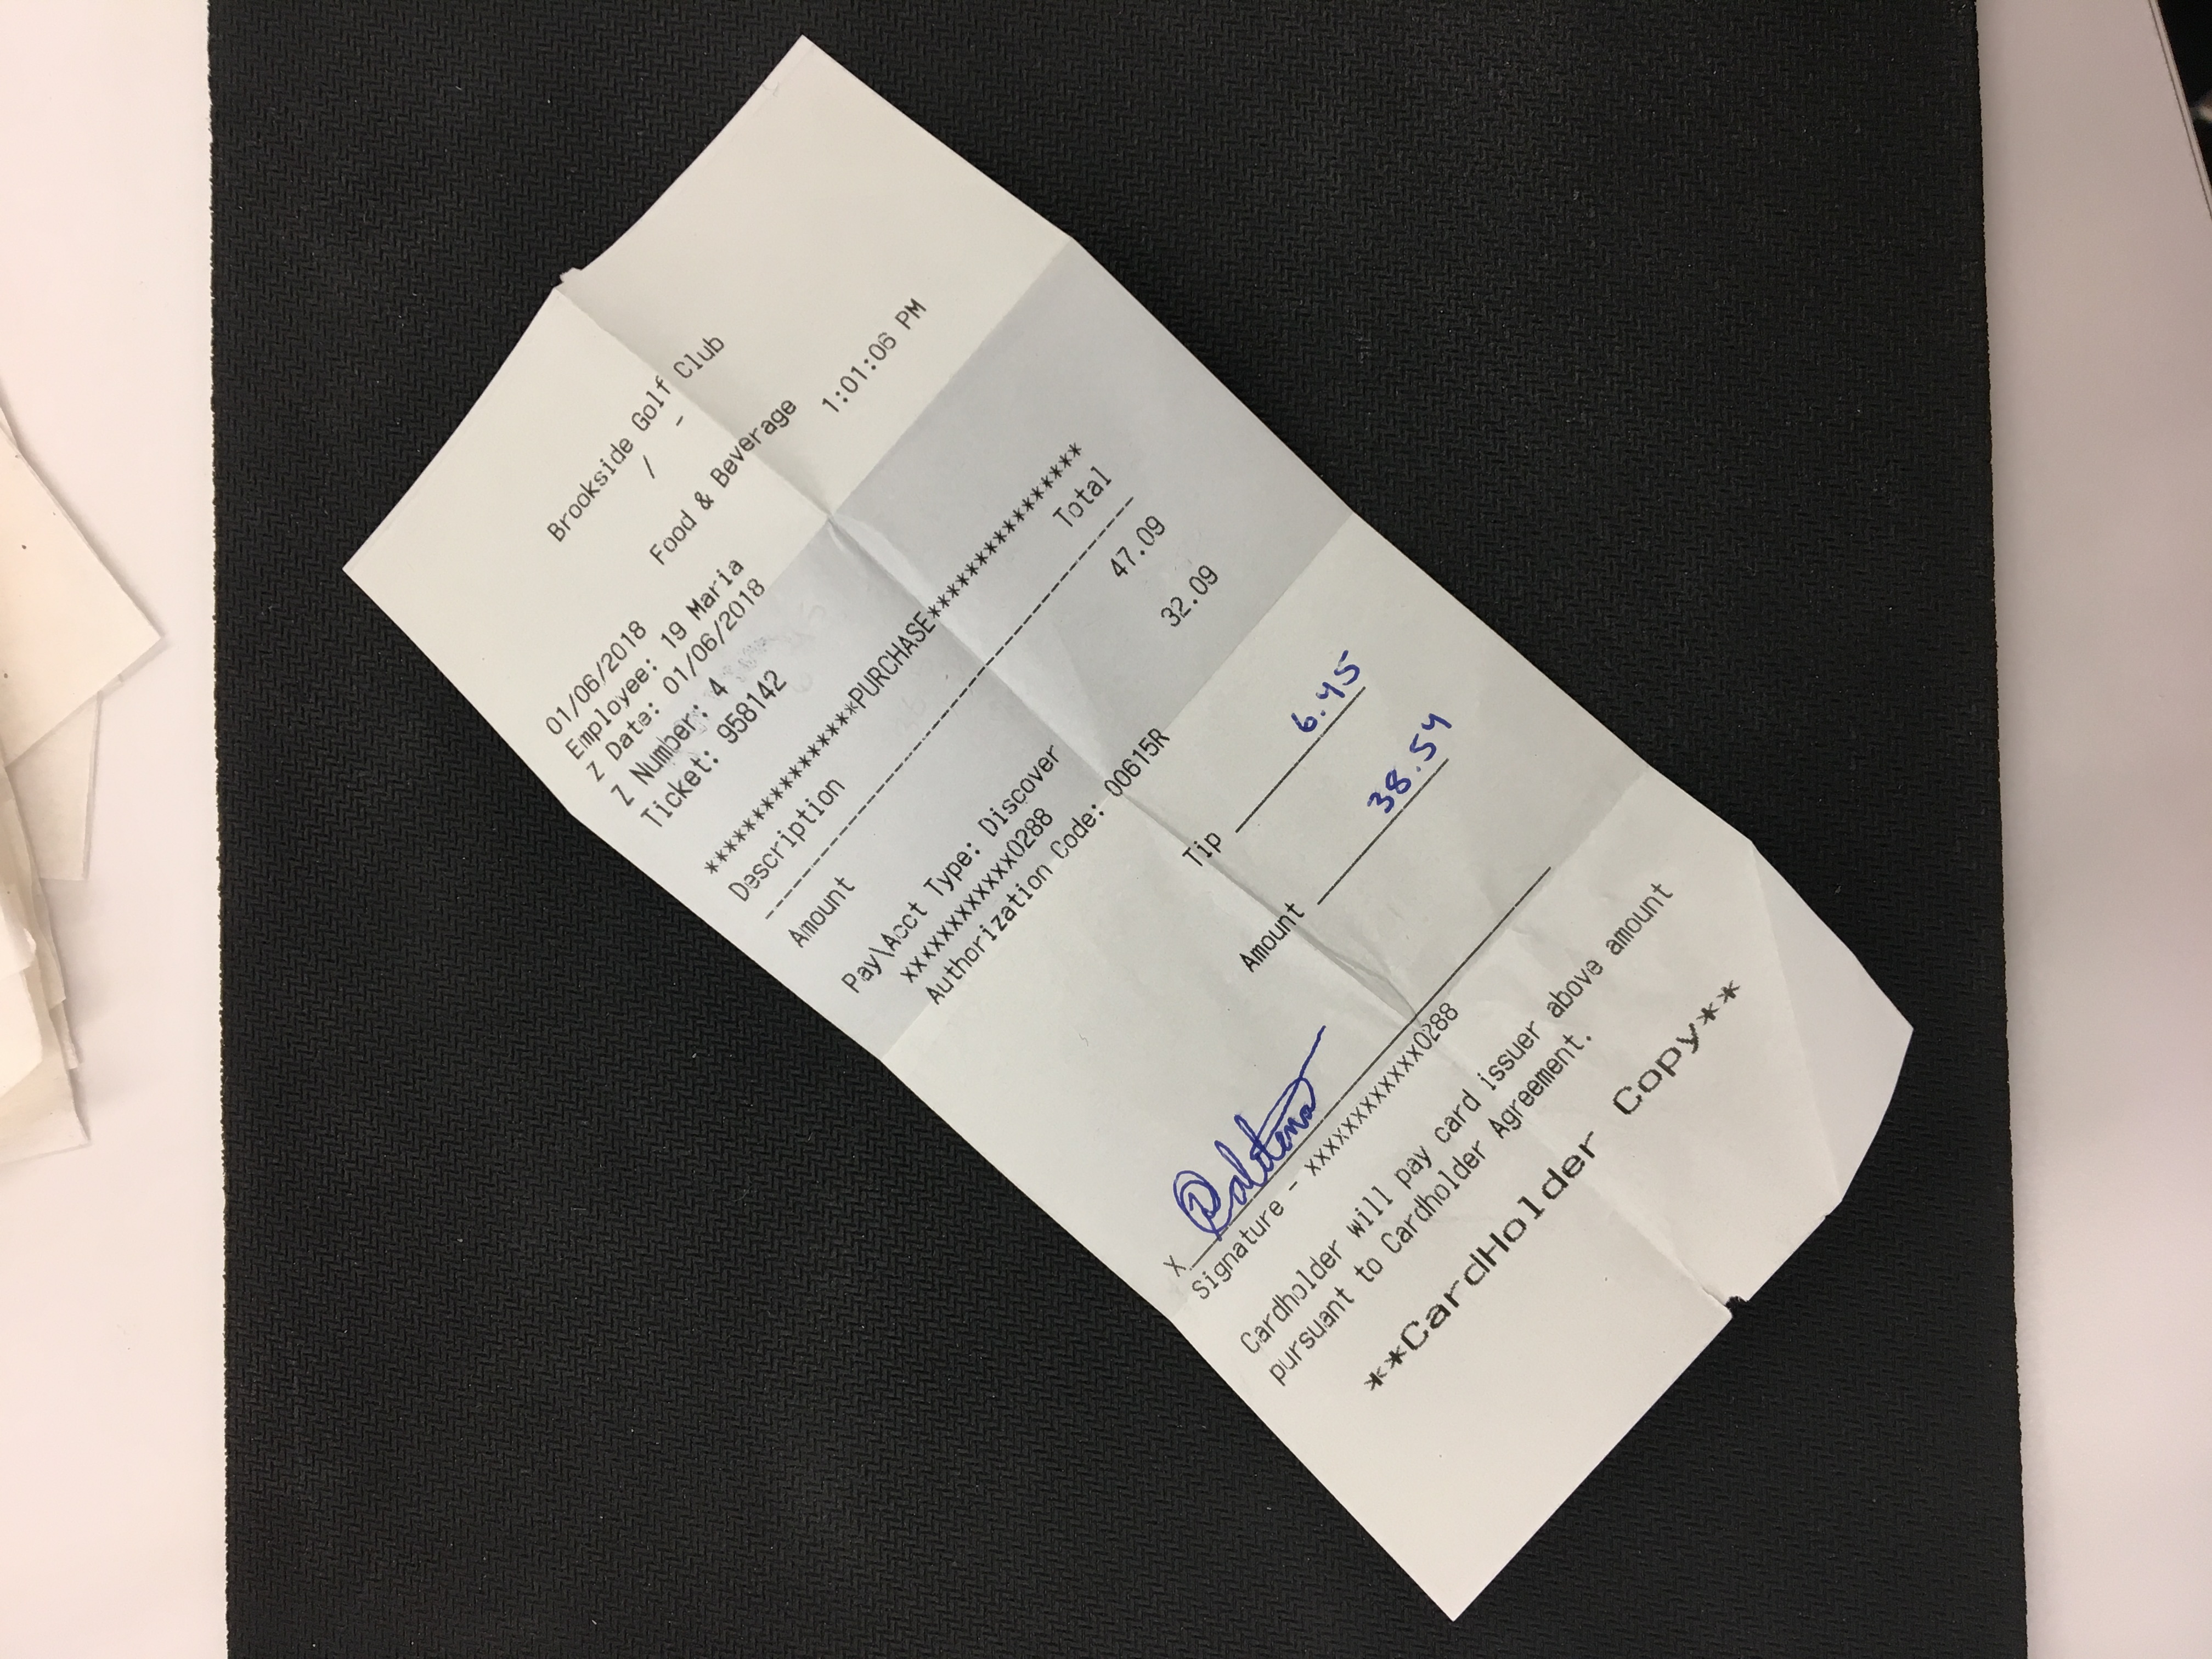 Brookside Golf Club
/ -
Food & Beverage
01/06/2018 1:01:06 PM
Employee: 19 Maria
Z Date: 01/06/2018
Z Number: 4
Ticket: 958142
*****************PURCHASE*****************
Description Total
------------------------------------------
Amount 47.09
Pay\Acct Type: Discover 32.09
xxxxxxxxxxxx0288
Authorization Code: 00615R
Tip 6.45
Amount 38.54
X
Signature - xxxxxxxxxxxx0288
Cardholder will pay card issuer above amount
pursuant to Cardholder Agreement.
**CardHolder Copy**